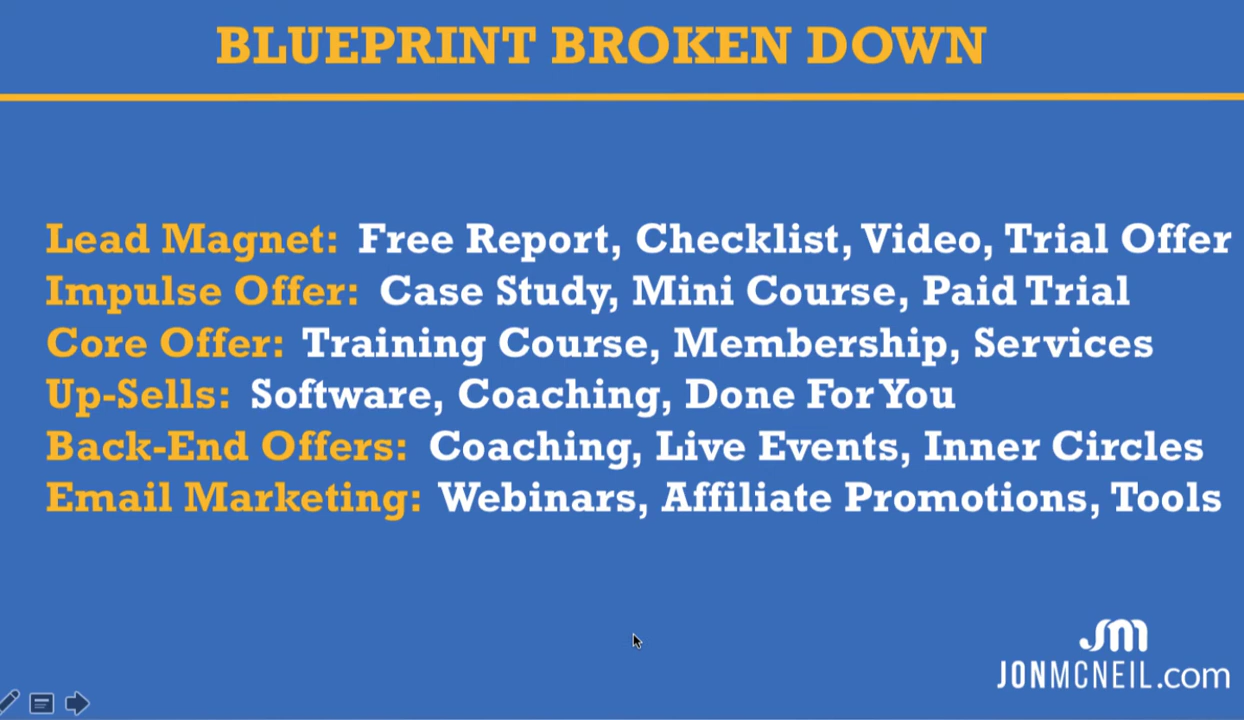 BLUEPRINT BROKEN DOWN
Lead Magnet: Free Report, Checklist, Video, Trial Offer
Impulse Offer: Case Study, Mini Course, Paid Trial
Core Offer: Training Course, Membership, Services
Up-Sells: Software, Coaching, Done For You
Back-End Offers: Coaching, Live Events, Inner Circles
Email Marketing: Webinars, Affiliate Promotions, Tools
JM
JONMCNEIL.com